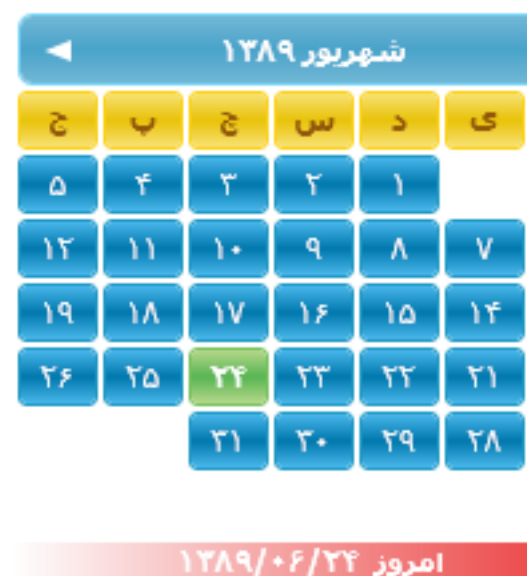 شهریور ۱۳۸۹ ◄
ی د س چ پ ج
۱ ۲ ۳ ۴ ۵
۷ ۸ ۹ ۱۰ ۱۱ ۱۲
۱۴ ۱۵ ۱۶ ۱۷ ۱۸ ۱۹
۲۱ ۲۲ ۲۳ ۲۴ ۲۵ ۲۶
۲۸ ۲۹ ۳۰ ۳۱
امروز ۱۳۸۹/۰۶/۲۴